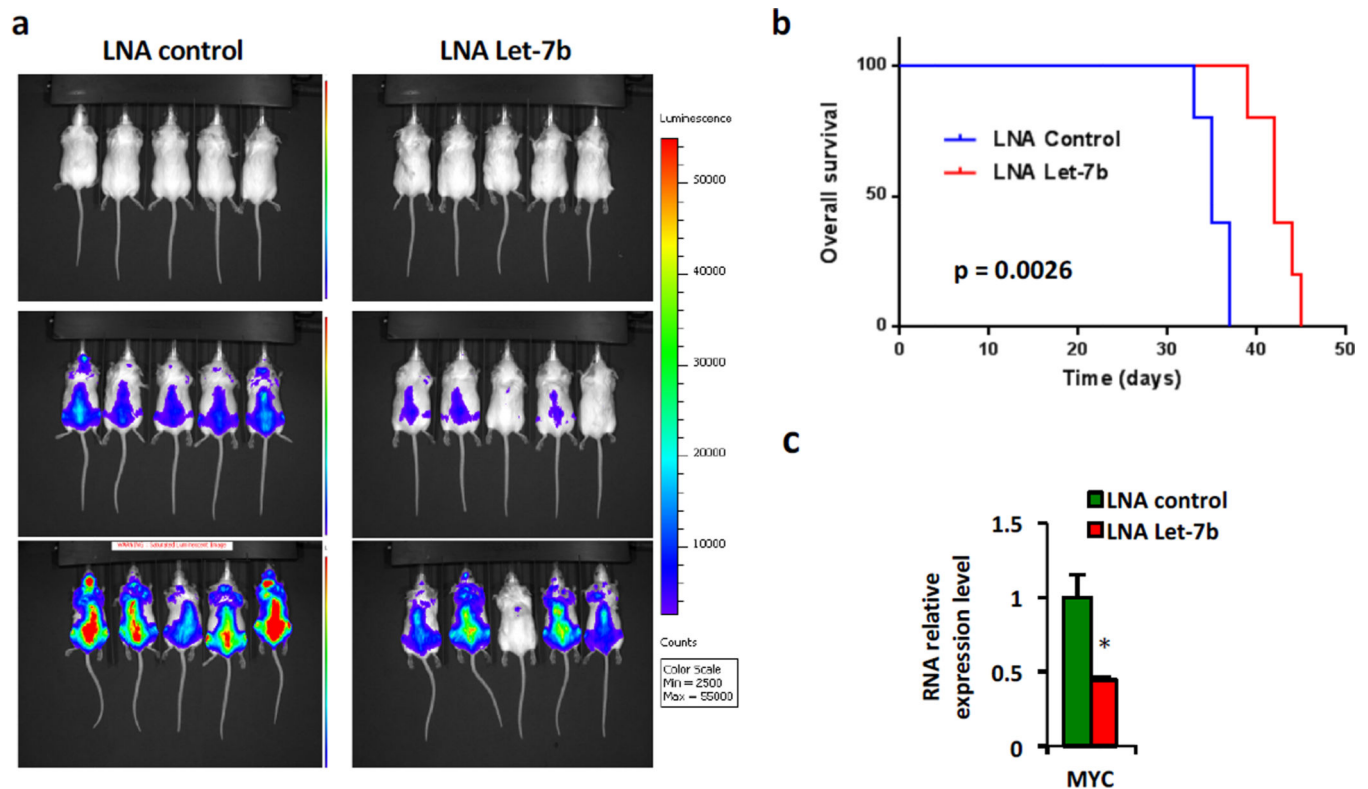 a
LNA control
LNA Let-7b
Luminescence
50000
40000
30000
20000
10000
Counts
Color Scale
Min = 2500
Max = 55000
b
100
50
0
Overall survival
LNA Control
LNA Let-7b
p = 0.0026
0 10 20 30 40 50
Time (days)
c
LNA control
LNA Let-7b
1.5
1
0.5
0
RNA relative
expression level
*
MYC